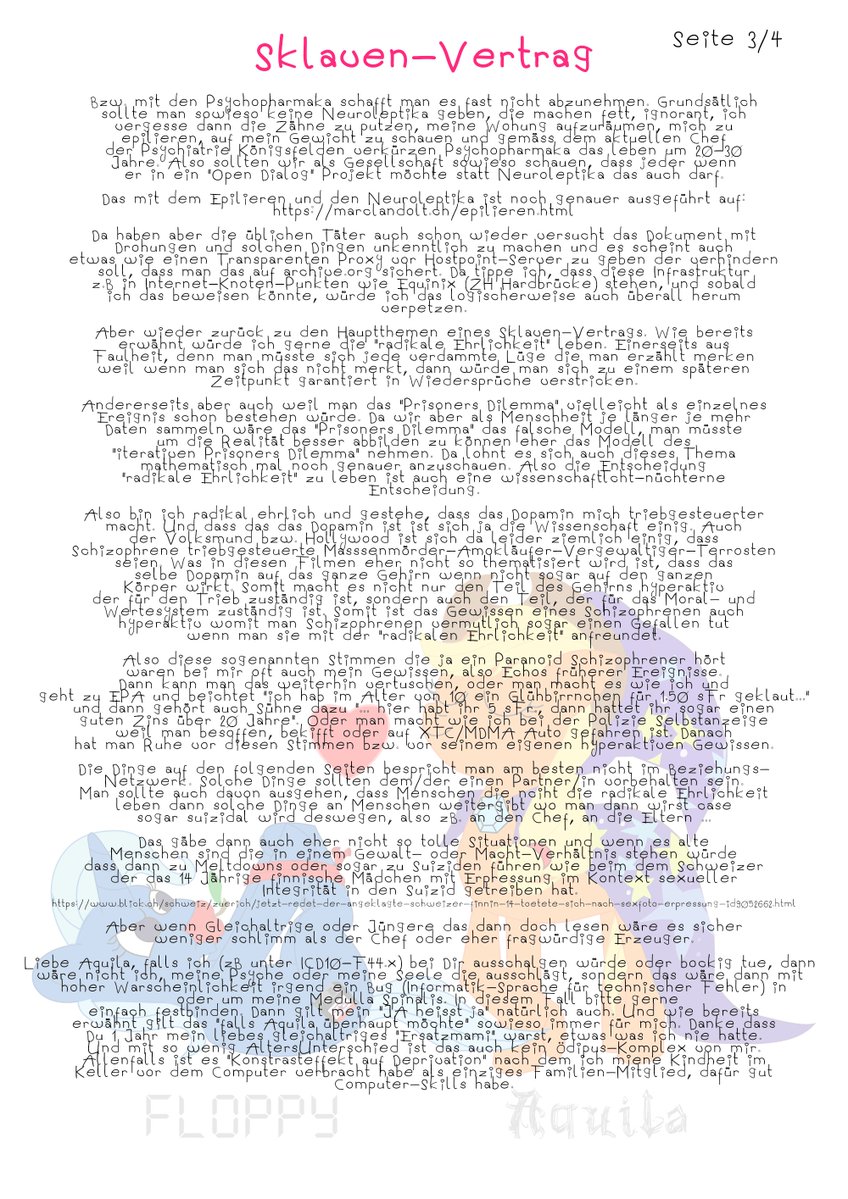 Seite 3/4
Sklaven-Vertrag
Bzw. mit den Psychopharmaka schafft man es fast nicht abzunehmen. Grundsätlich
sollte man sowieso keine Neuroleptika geben, die machen fett, ignorant, ich
vergesse dann die Zähne zu putzen, meine Wohung aufzuräumen, mich zu
epilieren, auf mein Gewicht zu schauen und gemäss dem aktuellen Chef
der Psychiatrie Königsfelden verkürzen Psychopharmaka das leben um 20-30
Jahre. Also sollten wir als Gesellschaft sowieso schauen, dass jeder wenn
er in ein "Open Dialog" Projekt möchte statt Neuroleptika das auch darf.
Das mit dem Epilieren und den Neuroleptika ist noch genauer ausgeführt auf:
https://marclandolt.ch/epilieren.html
Da haben aber die üblichen Täter auch schon wieder versucht das Dokument mit
Drohungen und solchen Dingen unkenntlich zu machen und es scheint auch
etwas wie einen Transparenten Proxy vor Hostpoint-Server zu geben der verhindern
soll, dass man das auf archive.org sichert. Da tippe ich, dass diese Infrastruktur
z.B in Internet-Knoten-Punkten wie Equinix (ZH Hardbrücke) stehen, und sobald
ich das beweisen könnte, würde ich das logischerweise auch überall herum
verpetzen.
Aber wieder zurück zu den Hauptthemen eines Sklaven-Vertrags. Wie bereits
erwähnt würde ich gerne die "radikale Ehrlichkeit" leben. Einerseits aus
Faulheit, denn man müsste sich jede verdammte Lüge die man erzählt merken
weil wenn man sich das nicht merkt, dann würde man sich zu einem späteren
Zeitpunkt garantiert in Wiedersprüche verstricken.
Andererseits aber auch weil man das "Prisoners Dilemma" vielleicht als einzelnes
Ereignis schon bestehen würde. Da wir aber als Menschheit je länger je mehr
Daten sammeln wäre das "Prisoners Dilemma" das falsche Modell, man müsste
um die Realität besser abbilden zu können eher das Modell des
"iterativen Prisoners Dilemma" nehmen. Da lohnt es sich auch dieses Thema
mathematisch mal noch genauer anzuschauen. Also die Entscheidung
"radikale Ehrlichkeit" zu leben ist auch eine wissenschaftlcht-nüchterne
Entscheidung.
Also bin ich radikal ehrlich und gestehe, dass das Dopamin mich triebgesteuerter
macht. Und dass das das Dopamin ist ist sich ja die Wissenschaft einig. Auch
der Volksmund bzw. Hollywood ist sich da leider ziemlich einig, dass
Schizophrene triebgesteuerte Masssenmörder-Amokläufer-Vergewaltiger-Terrosten
seien. Was in diesen Filmen eher nicht so thematisiert wird ist, dass das
selbe Dopamin auf das ganze Gehirn wenn nicht sogar auf den ganzen
Körper wirkt. Somit macht es nicht nur den Teil des Gehirns hyperaktiv
der für den Trieb zuständig ist, sondern auch den Teil, der für das Moral- und
Wertesystem zuständig ist. Somit ist das Gewissen eines Schizophrenen auch
hyperaktiv womit man Schizophrenen vermutlich sogar einen Gefallen tut
wenn man sie mit der "radikale Ehrlichkeit" anfreundet.
Also diese sogenannten Stimmen die ja ein Paranoid Schizophrener hört
waren bei mir oft auch mein Gewissen, also Echos früherer Ereignisse.
Dann kann man das weiterhin vertuschen, oder man macht es wie ich und
geht zu EPA und beichtet "ich hab im Alter von 10 ein Glühbirrnchen für 1.50 sFr geklaut..."
und dann gehört auch Sühne dazu "... hier habt ihr 5 sFr., dann hattet ihr sogar einen
guten Zins über 20 Jahre". Oder man macht wie ich bei der Polizie Selbstanzeige
weil man besoffen, bekifft oder auf XTC/MDMA Auto gefahren ist. Danach
hat man Ruhe vor diesen Stimmen bzw. vor seinem eigenen hyperaktiven Gewissen.
Die Dinge auf den folgenden Seiten bespricht man am besten nicht im Beziehungs-
Netzwerk. Solche Dinge sollten dem/der einen Partner/in vorbehalten sein.
Man sollte auch davon ausgehen, dass Menschen die nciht die radikale Ehrlichkeit
leben dann solche Dinge an Menschen weitergibt wo man dann wirst case
sogar suizidal wird deswegen, also zB. an den Chef, an die Eltern ...
Das gäbe dann auch eher nicht so tolle Situationen und wenn es alte
Menschen sind die in einem Gewalt- oder Macht-Verhältnis stehen würde
dass dann zu Meltdowns oder sogar zu Suiziden führen wie beim dem Schweizer
der das 14 Jährige finnische Mädchen mit Erpressung im Kontext sexueller
Integrität in den Suizid getreiben hat.
https://www.blick.ch/schweiz/zuerich/jetzt-redet-der-angeklagte-schweizer-finnin-14-toetete-sich-nach-sexfoto-erpressung-id9052662.html
Aber wenn Gleichaltrige oder Jüngere das dann doch lesen wäre es sicher
weniger schlimm als der Chef oder eher fragwürdige Erzeuger.
Liebe Aquila, falls ich (zB unter ICD10-F44.x) bei Dir ausschalgen würde oder bockig tue, dann
wäre nicht ich, meine Psyche oder meine Seele die ausschlägt, sondern das wäre dann mit
hoher Warscheinlichkeit irgend ein Bug (Informatik-Sprache für technischer Fehler) in
oder um meine Medulla Spinalis. In diesem Fall bitte gerne
einfach festbinden. Dann gilt mein "JA heisst ja" natürlich auch. Und wie bereits
erwähnt gilt das "falls Aquila überhaupt möchte" sowieso immer für mich. Danke dass
Du 1 Jahr mein liebes gleichaltriges "Ersatzmami" warst, etwas was ich nie hatte.
Und mit so wenig AltersUnterschied ist das auch kein Ödipus-Komplex von mir.
Allenfalls ist es "Konstrasteffect auf Deprivation" nach dem ich miene Kindheit im
Keller vor dem Computer verbracht habe als einziges Familien-Mitglied, dafür gut
Computer-Skills habe.
FLOPPY
Aquila